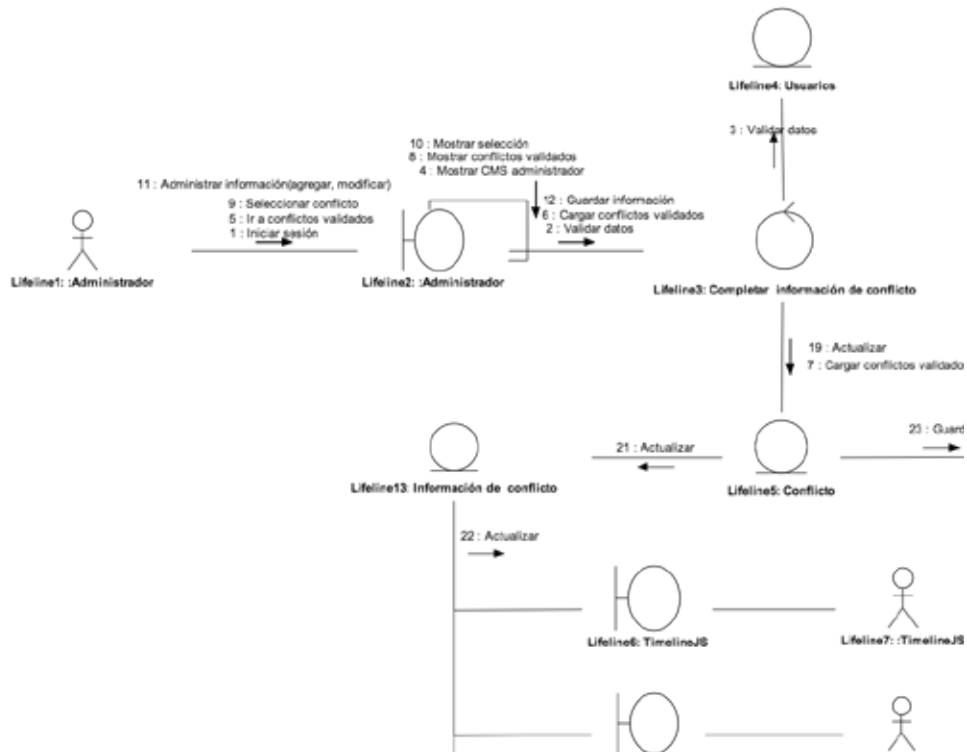 Lifeline4: Usuarios
3 : Validar datos
10 : Mostrar selección
8 : Mostrar conflictos validados
4 : Mostrar CMS administrador
11 : Administrar información(agregar, modificar)
9 : Seleccionar conflicto
5 : Ir a conflictos validados
1 : Iniciar sesión
12 : Guardar información
6 : Cargar conflictos validados
2 : Validar datos
Lifeline1: :Administrador
Lifeline2: :Administrador
Lifeline3: Completar información de conflicto
19 : Actualizar
7 : Cargar conflictos validado
23 : Guard
21 : Actualizar
Lifeline13: Información de conflicto
Lifeline5: Conflicto
22 : Actualizar
Lifeline6: TimelineJS
Lifeline7: :TimelineJS